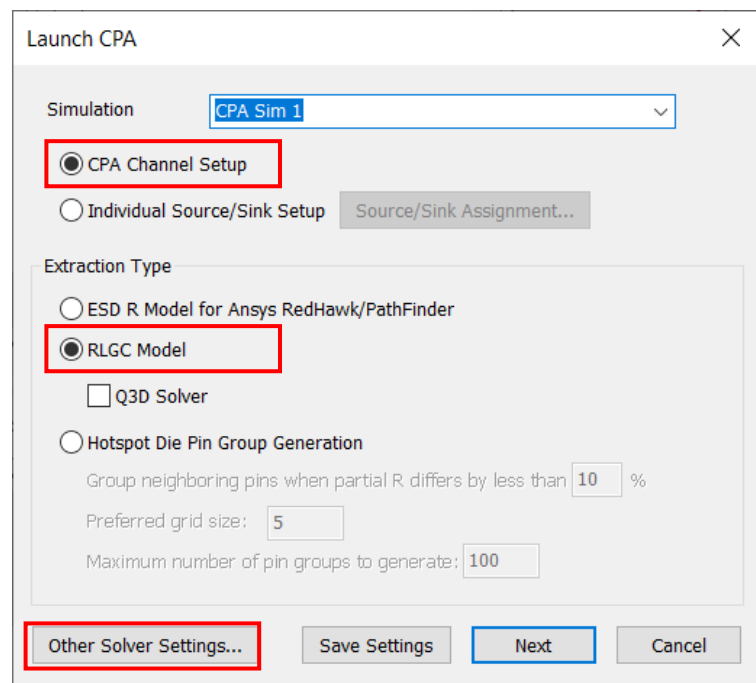 Launch CPA
Simulation CPA Sim 1
CPA Channel Setup
Individual Source/Sink Setup Source/Sink Assignment...
Extraction Type
ESD R Model for Ansys RedHawk/PathFinder
RLGC Model
Q3D Solver
Hotspot Die Pin Group Generation
Group neighboring pins when partial R differs by less than 10 %
Preferred grid size: 5
Maximum number of pin groups to generate: 100
Other Solver Settings... Save Settings Next Cancel